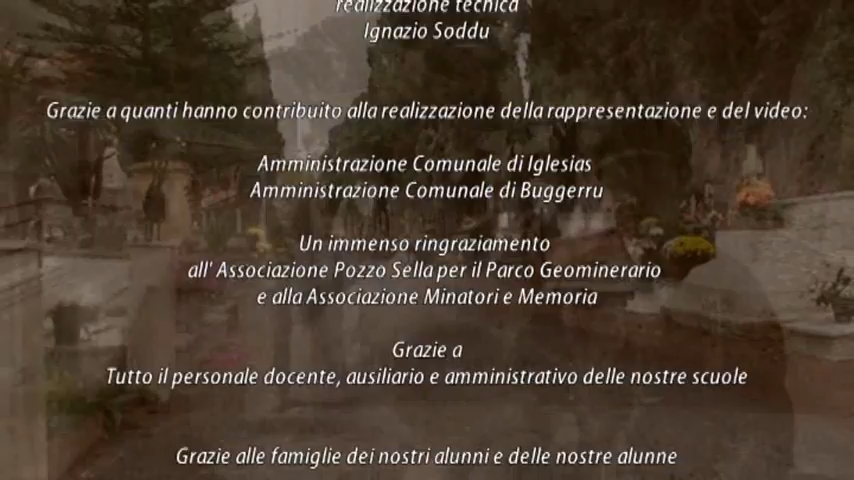 realizzazione tecnica
Ignazio Soddu
Grazie a quanti hanno contribuito alla realizzazione della rappresentazione e del video:
Amministrazione Comunale di Iglesias
Amministrazione Comunale di Buggerru
Un immenso ringraziamento
all' Associazione Pozzo Sella per il Parco Geominerario
e alla Associazione Minatori e Memoria
Grazie a
Tutto il personale docente, ausiliario e amministrativo delle nostre scuole
Grazie alle famiglie dei nostri alunni e delle nostre alunne